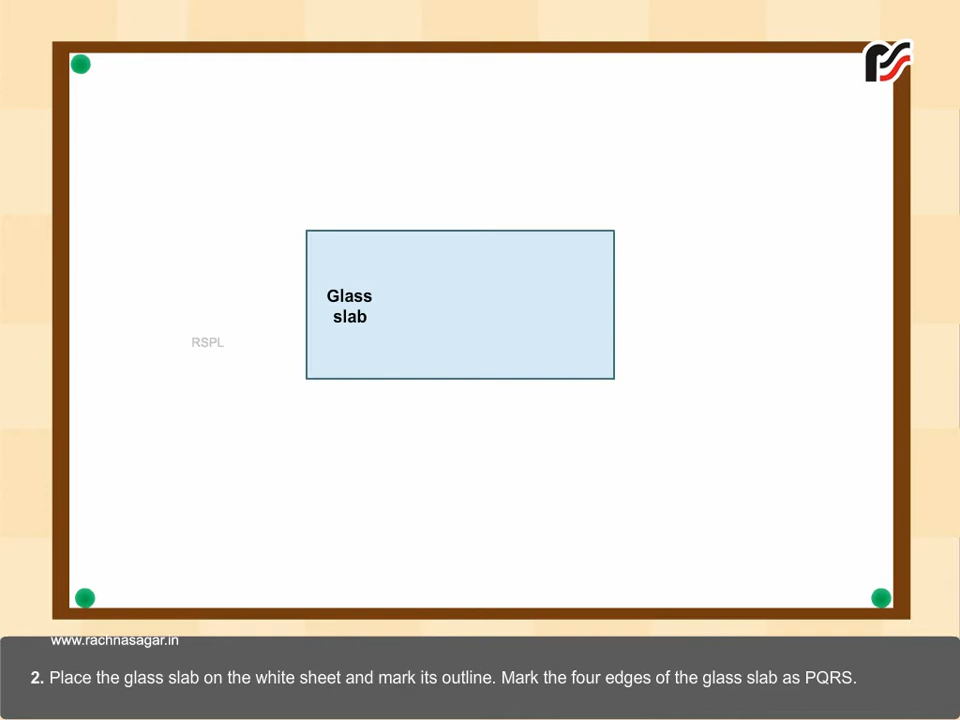 Glass
slab
RSPL
www.rachnasagar.in
2. Place the glass slab on the white sheet and mark its outline. Mark the four edges of the glass slab as PQRS.